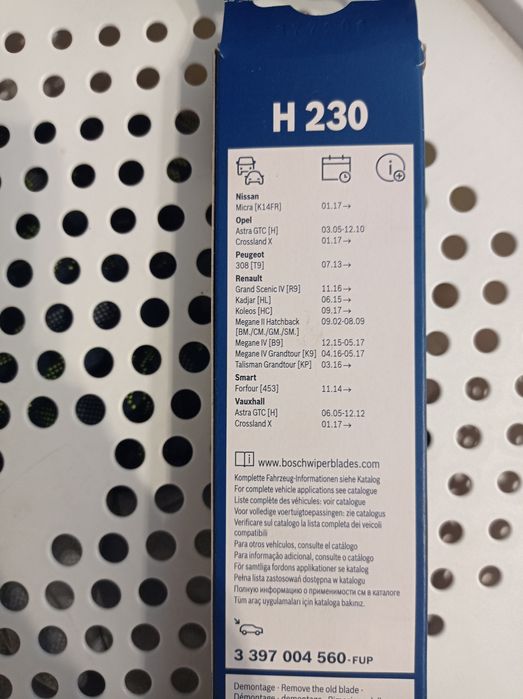 H 230
Nissan
Micra [K14FR] 01.17→
Opel
Astra GTC [H] 03.05-12.10
Crossland X 01.17→
Peugeot
308 [T9] 07.13→
Renault
Grand Scenic IV [R9] 11.16→
Kadjar [HL] 06.15→
Koleos [HC] 09.17→
Megane II Hatchback 09.02-08.09
[BM./CM./GM./SM.]
Megane IV [B9] 12.15-05.17
Megane IV Grandtour [K9] 04.16-05.17
Talisman Grandtour [KP] 03.16→
Smart
Forfour [453] 11.14→
Vauxhall
Astra GTC [H] 06.05-12.12
Crossland X 01.17→
www.boschwiperblades.com
Komplette Fahrzeug-Informationen siehe Katalog
For complete vehicle applications see catalogue
Liste complète des véhicules: voir catalogue
Voor volledige voertuigtoepassingen: zie catalogus
Verificare sul catalogo la lista completa dei veicoli
compatibili
Para otros vehículos, consulte el catálogo
Para informação adicional, consulte o catálogo
För samtliga fordons applikationer se katalog
Pełna lista zastosowań dostępna w katalogu
Полную информацию о применимости см в каталоге
Tüm araç uygulamaları için kataloga bakınız.
3 397 004 560-FUP
Demontage · Remove the old blade ·